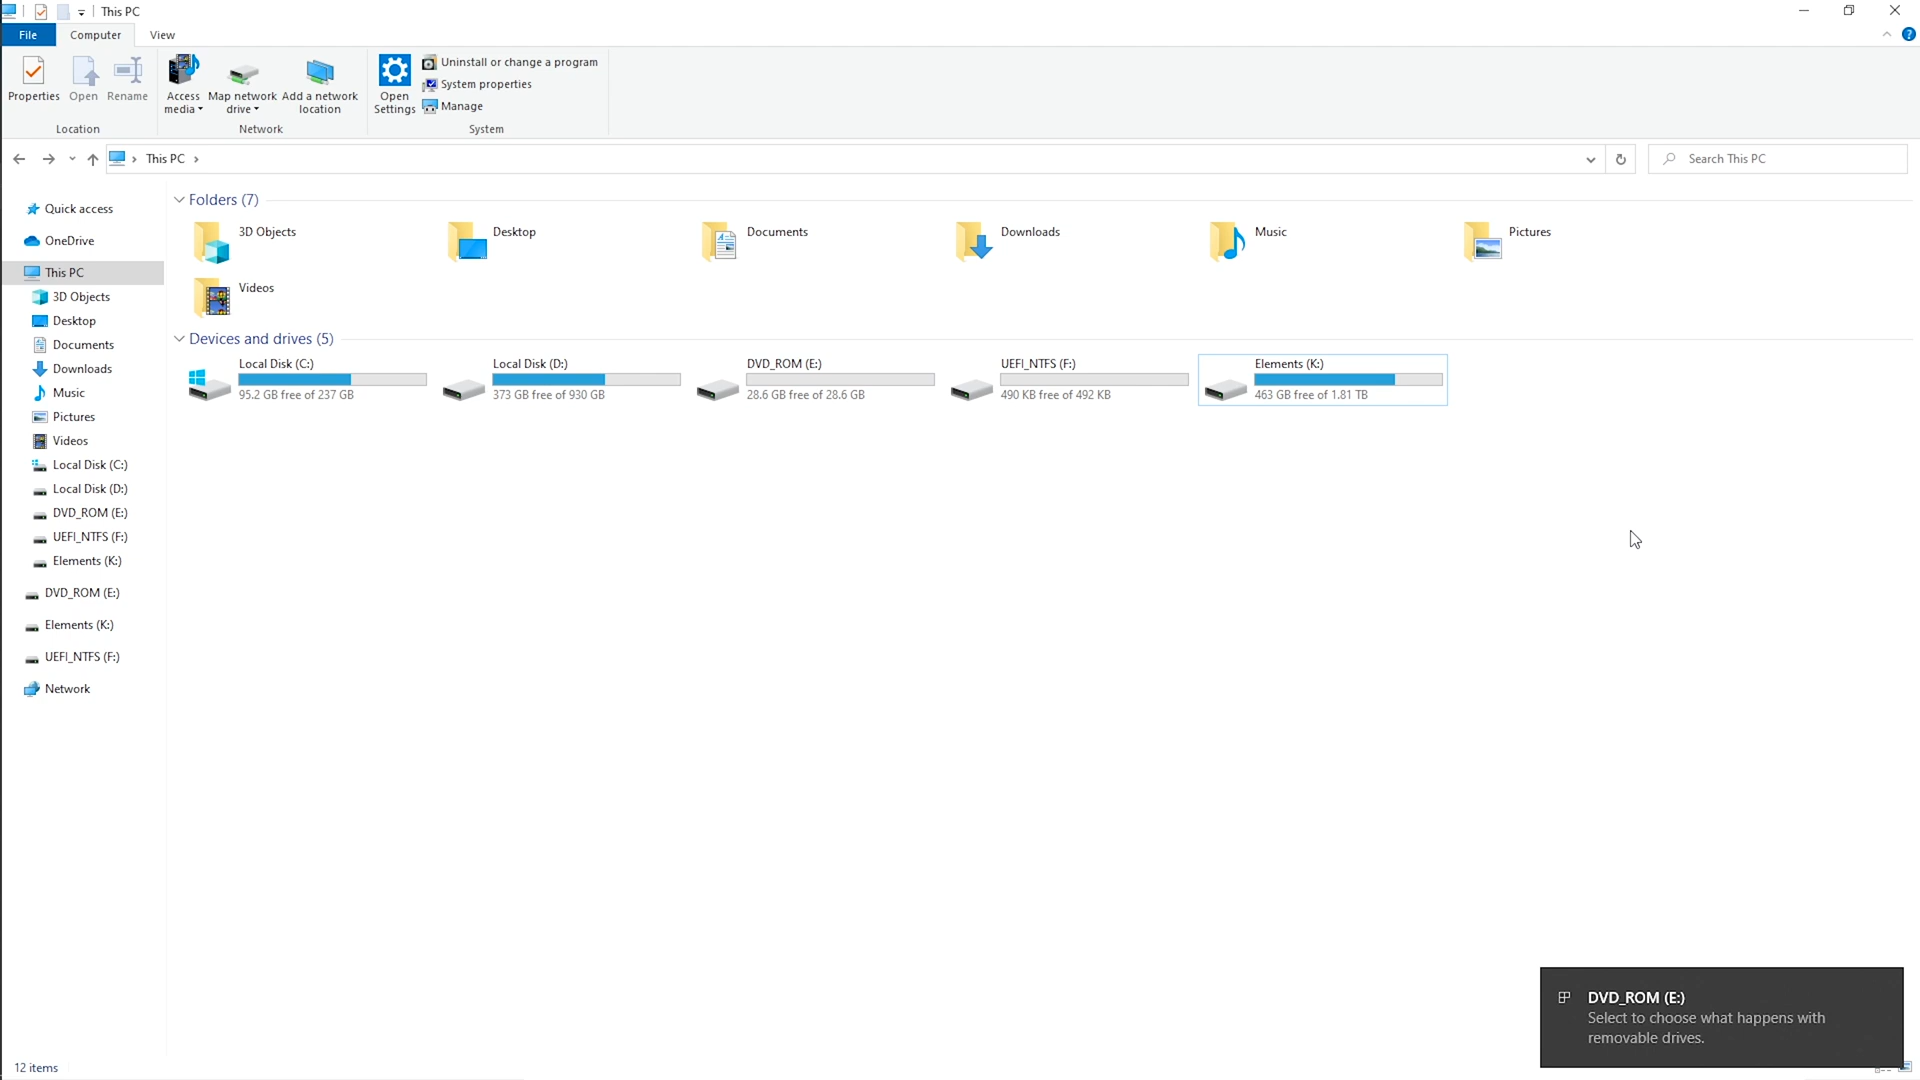 This PC
File
Computer
View
Properties
Open
Rename
Access media
Map network drive
Add a network location
Open Settings
Uninstall or change a program
System properties
Manage
Location
Network
System
This PC
Search This PC
Quick access
OneDrive
This PC
3D Objects
Desktop
Documents
Downloads
Music
Pictures
Videos
Local Disk (C:)
Local Disk (D:)
DVD_ROM (E:)
UEFI_NTFS (F:)
Elements (K:)
DVD_ROM (E:)
Elements (K:)
UEFI_NTFS (F:)
Network
Folders (7)
3D Objects
Desktop
Documents
Downloads
Music
Pictures
Videos
Devices and drives (5)
Local Disk (C:)
95.2 GB free of 237 GB
Local Disk (D:)
373 GB free of 930 GB
DVD_ROM (E:)
28.6 GB free of 28.6 GB
UEFI_NTFS (F:)
490 KB free of 492 KB
Elements (K:)
463 GB free of 1.81 TB
DVD_ROM (E:)
Select to choose what happens with
removable drives.
12 items